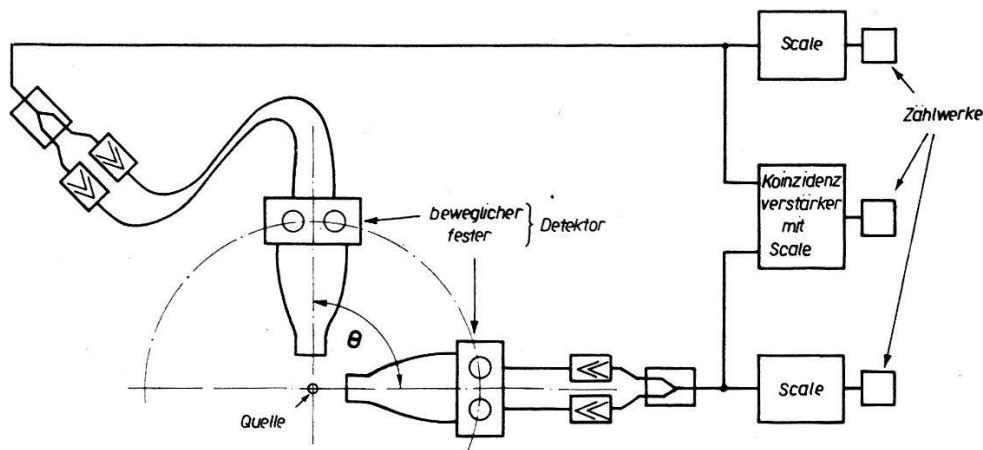 Scale
Zählwerke
Koinzidenz
verstärker
mit
Scale
beweglicher
fester
Detektor
θ
Quelle
Scale